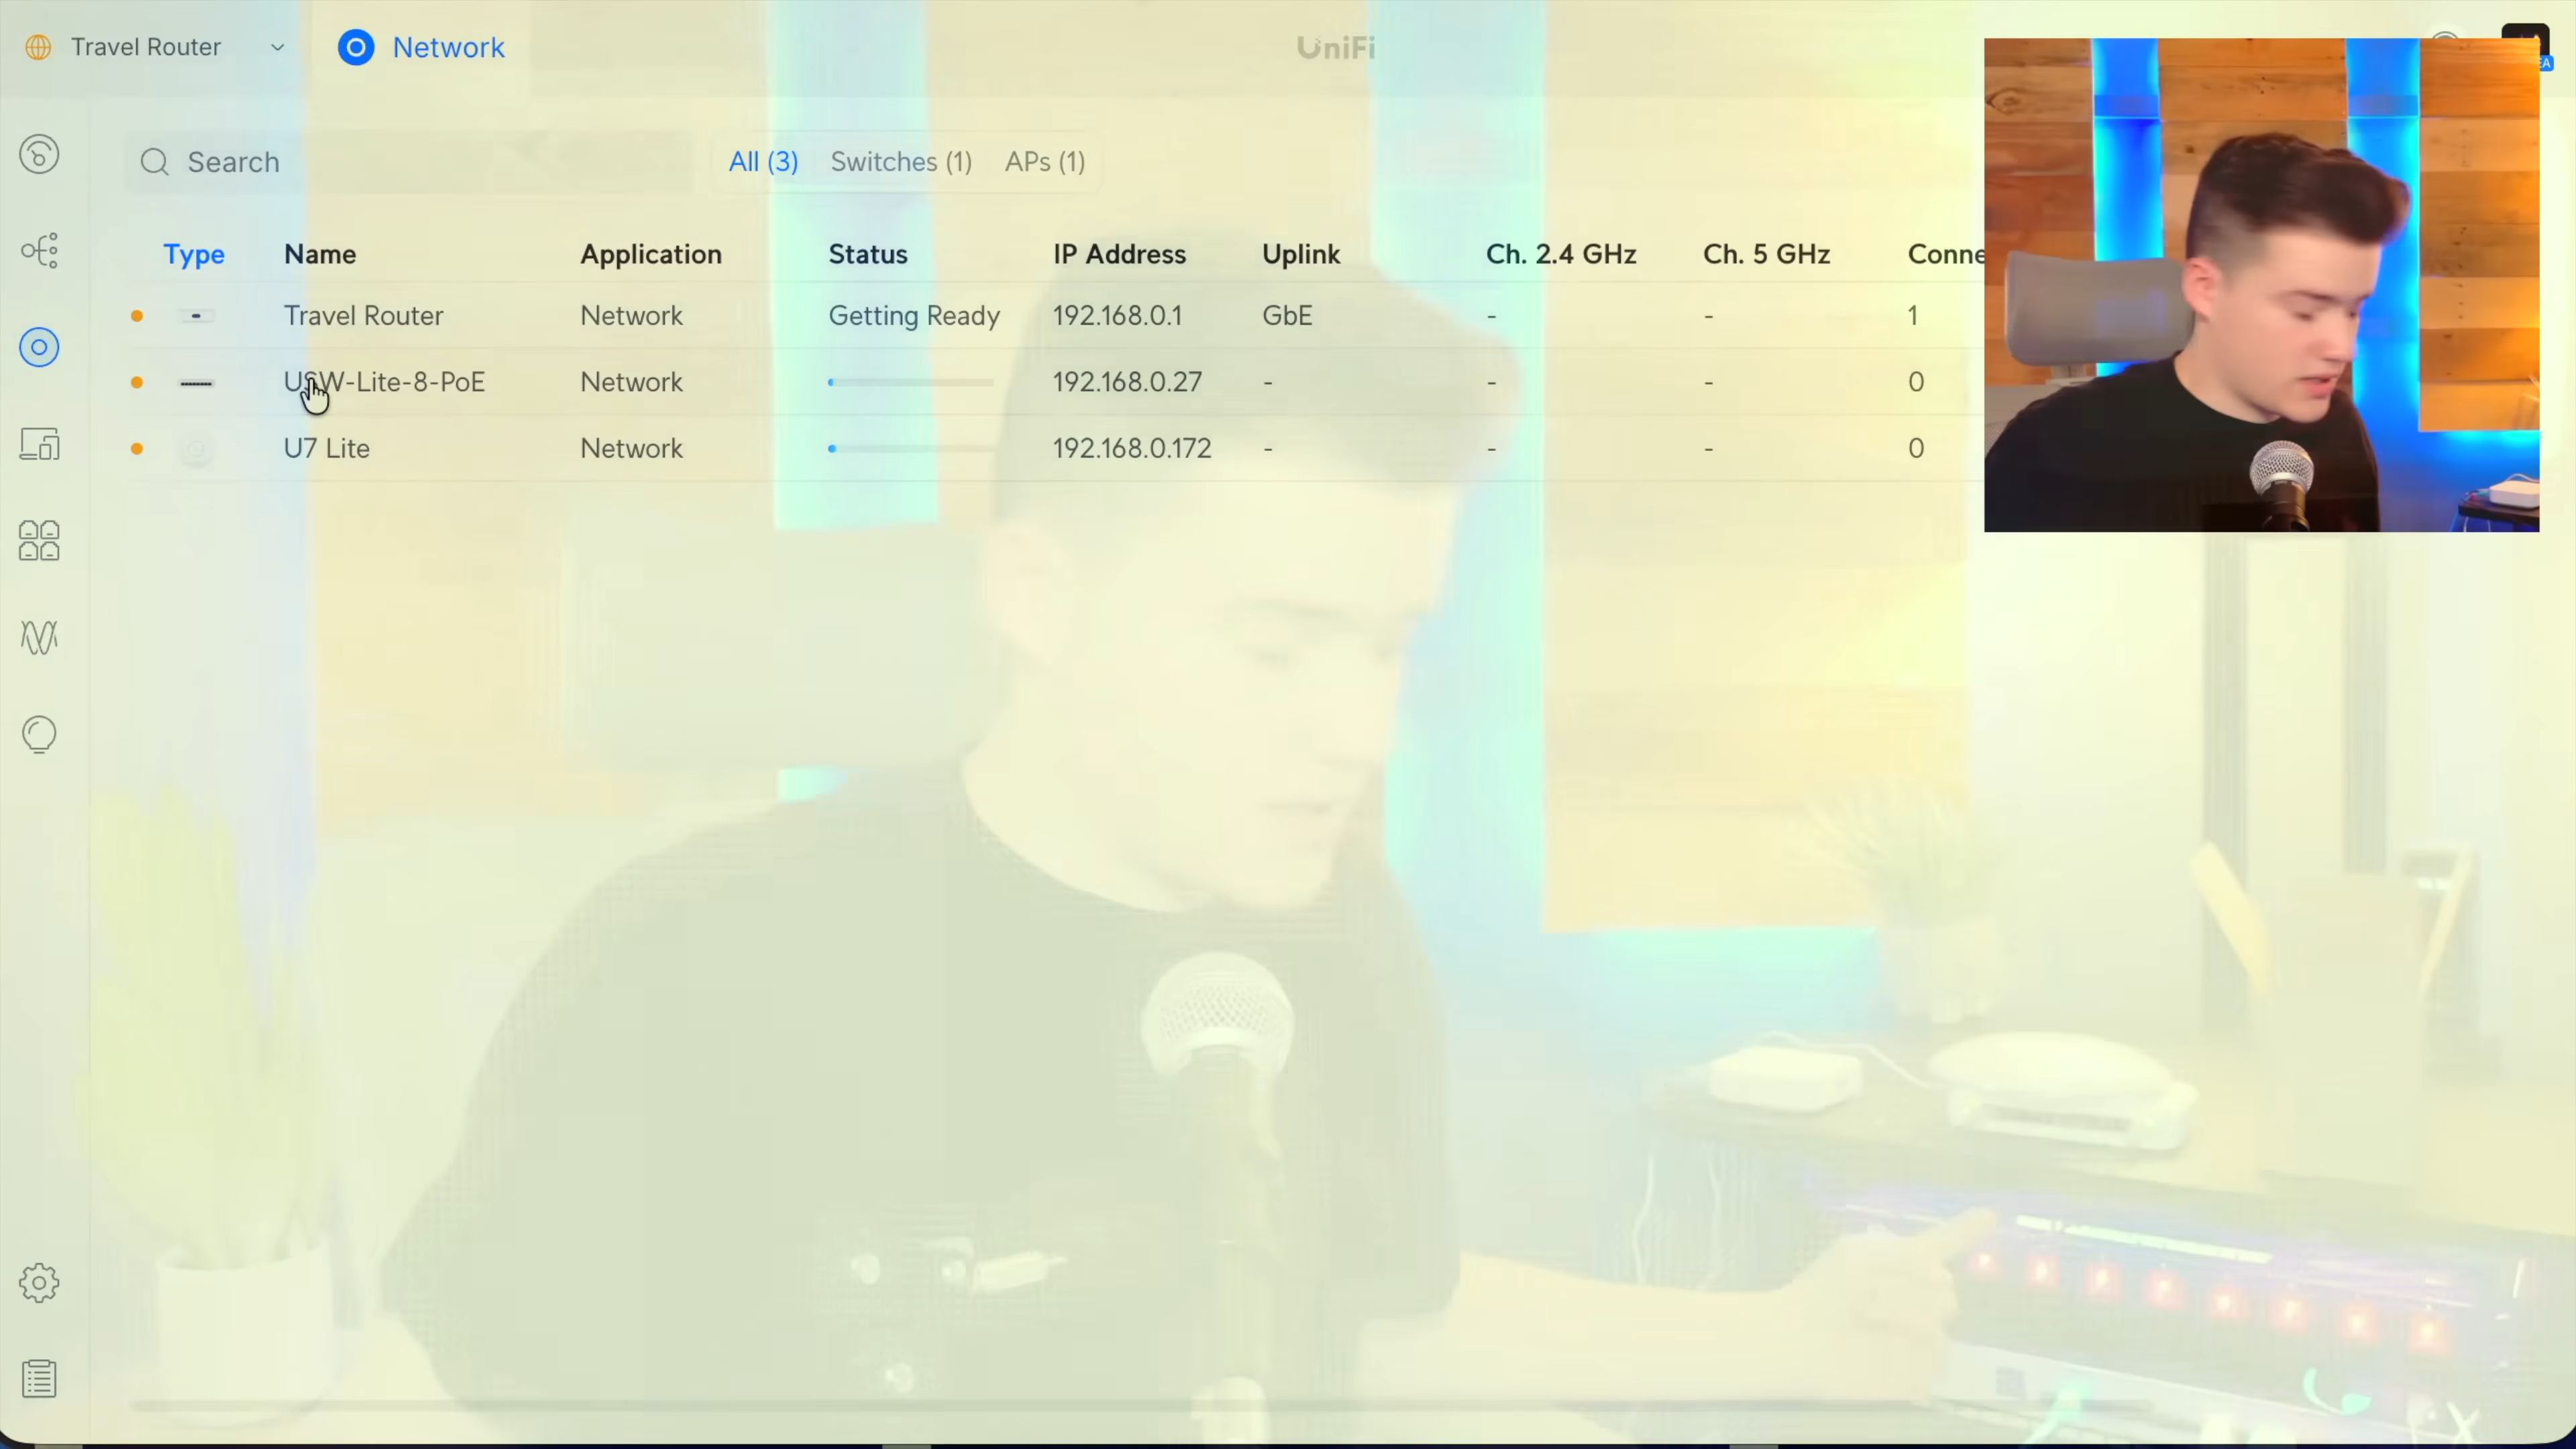 Travel Router
Network
UniFi
Search
All (3) Switches (1) APs (1)
Type Name Application Status IP Address Uplink Ch. 2.4 GHz Ch. 5 GHz Conne
Travel Router Network Getting Ready 192.168.0.1 GbE - - 1
USW-Lite-8-PoE Network 192.168.0.27 - - - 0
U7 Lite Network 192.168.0.172 - - - 0